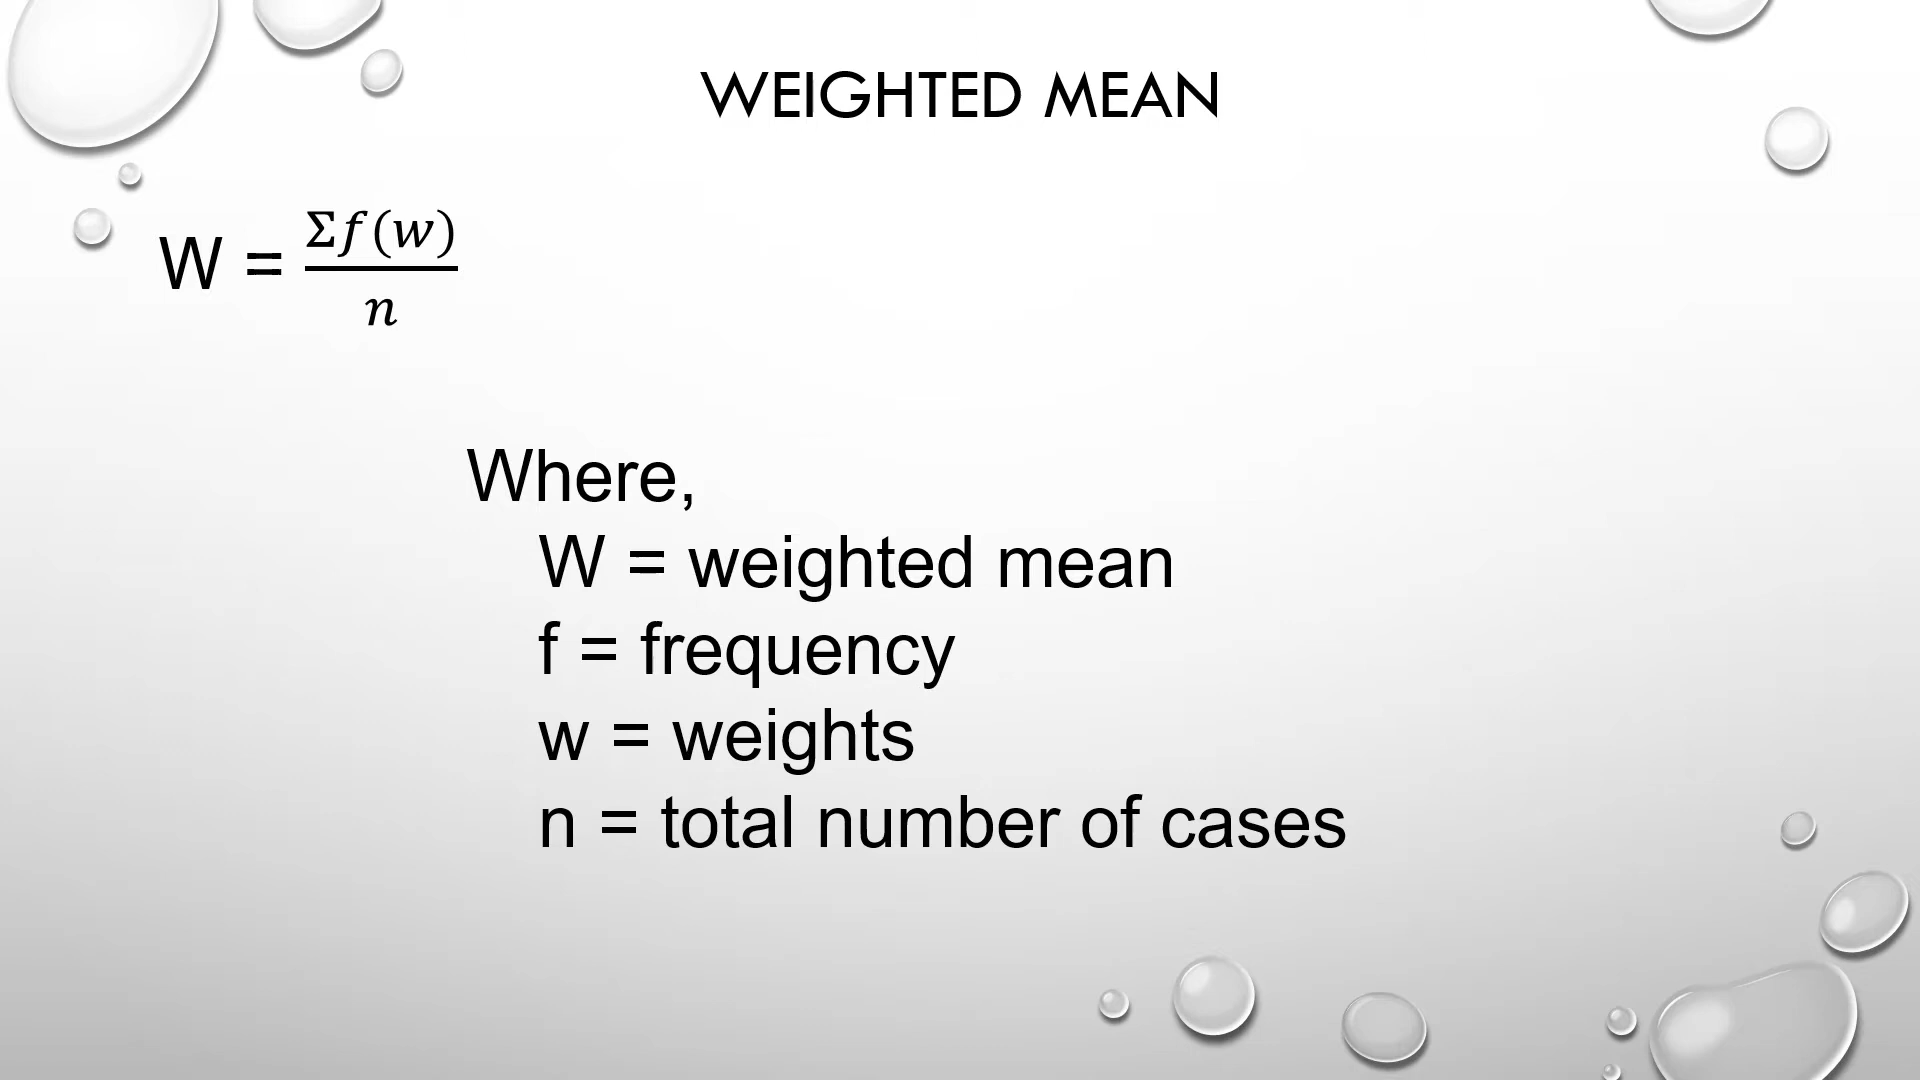 WEIGHTED MEAN
W = Σf(w)/n
Where,
W = weighted mean
f = frequency
w = weights
n = total number of cases